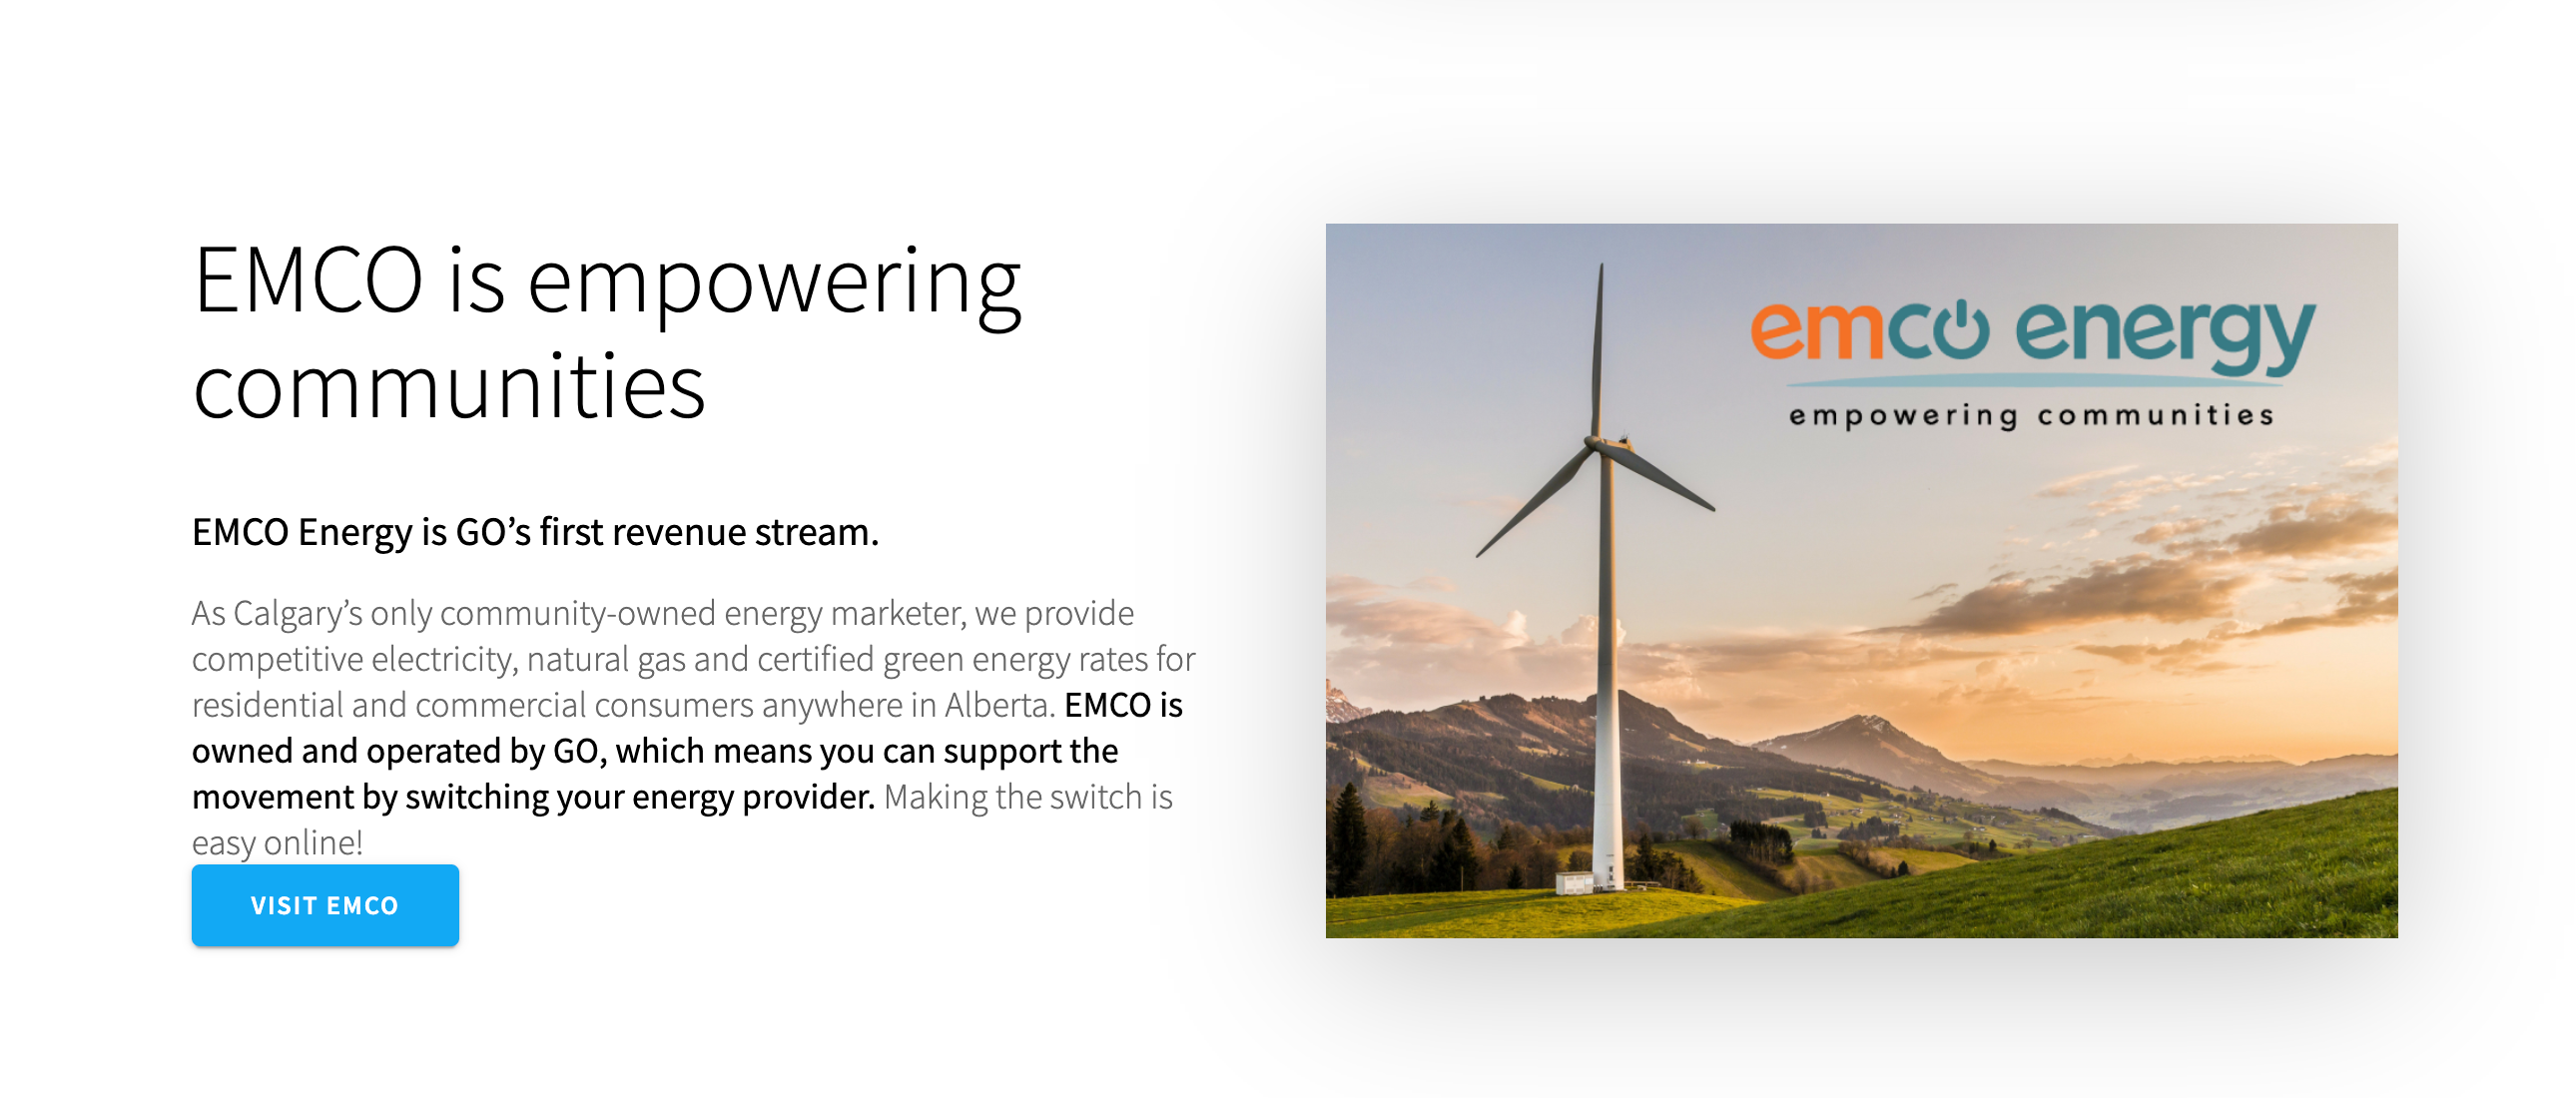 EMCO is empowering
communities
EMCO Energy is GO’s first revenue stream.
As Calgary’s only community-owned energy marketer, we provide
competitive electricity, natural gas and certified green energy rates for
residential and commercial consumers anywhere in Alberta. EMCO is
owned and operated by GO, which means you can support the
movement by switching your energy provider. Making the switch is
easy online!
VISIT EMCO
emco energy
empowering communities